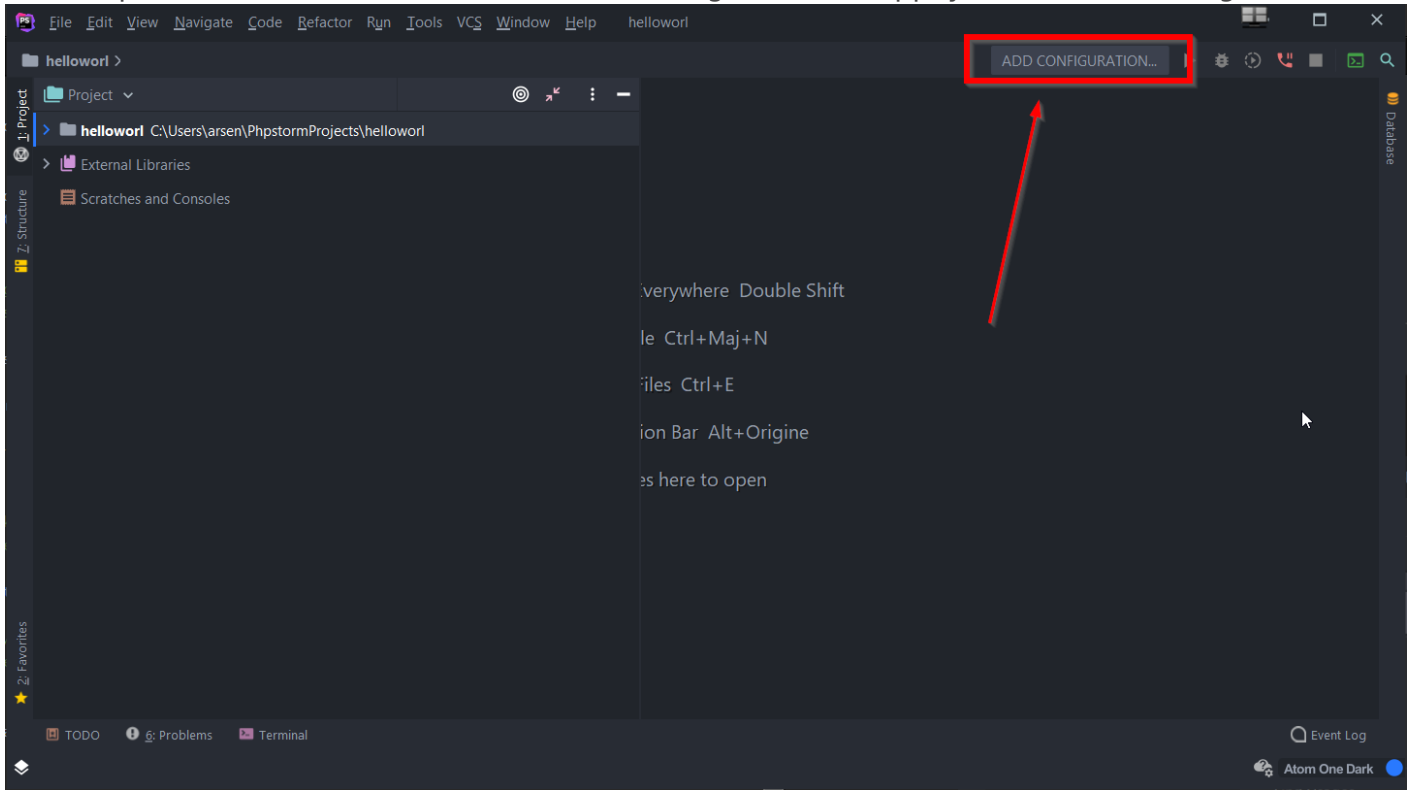 PS File Edit View Navigate Code Refactor Run Tools VCS Window Help helloworl
helloworl >
ADD CONFIGURATION...
1: Project
Project
helloworl C:\Users\arsen\PhpstormProjects\helloworl
External Libraries
Scratches and Consoles
Z: Structure
Database
Everywhere Double Shift
le Ctrl+Maj+N
Files Ctrl+E
ion Bar Alt+Origine
es here to open
2: Favorites
TODO 6: Problems Terminal
Event Log
Atom One Dark